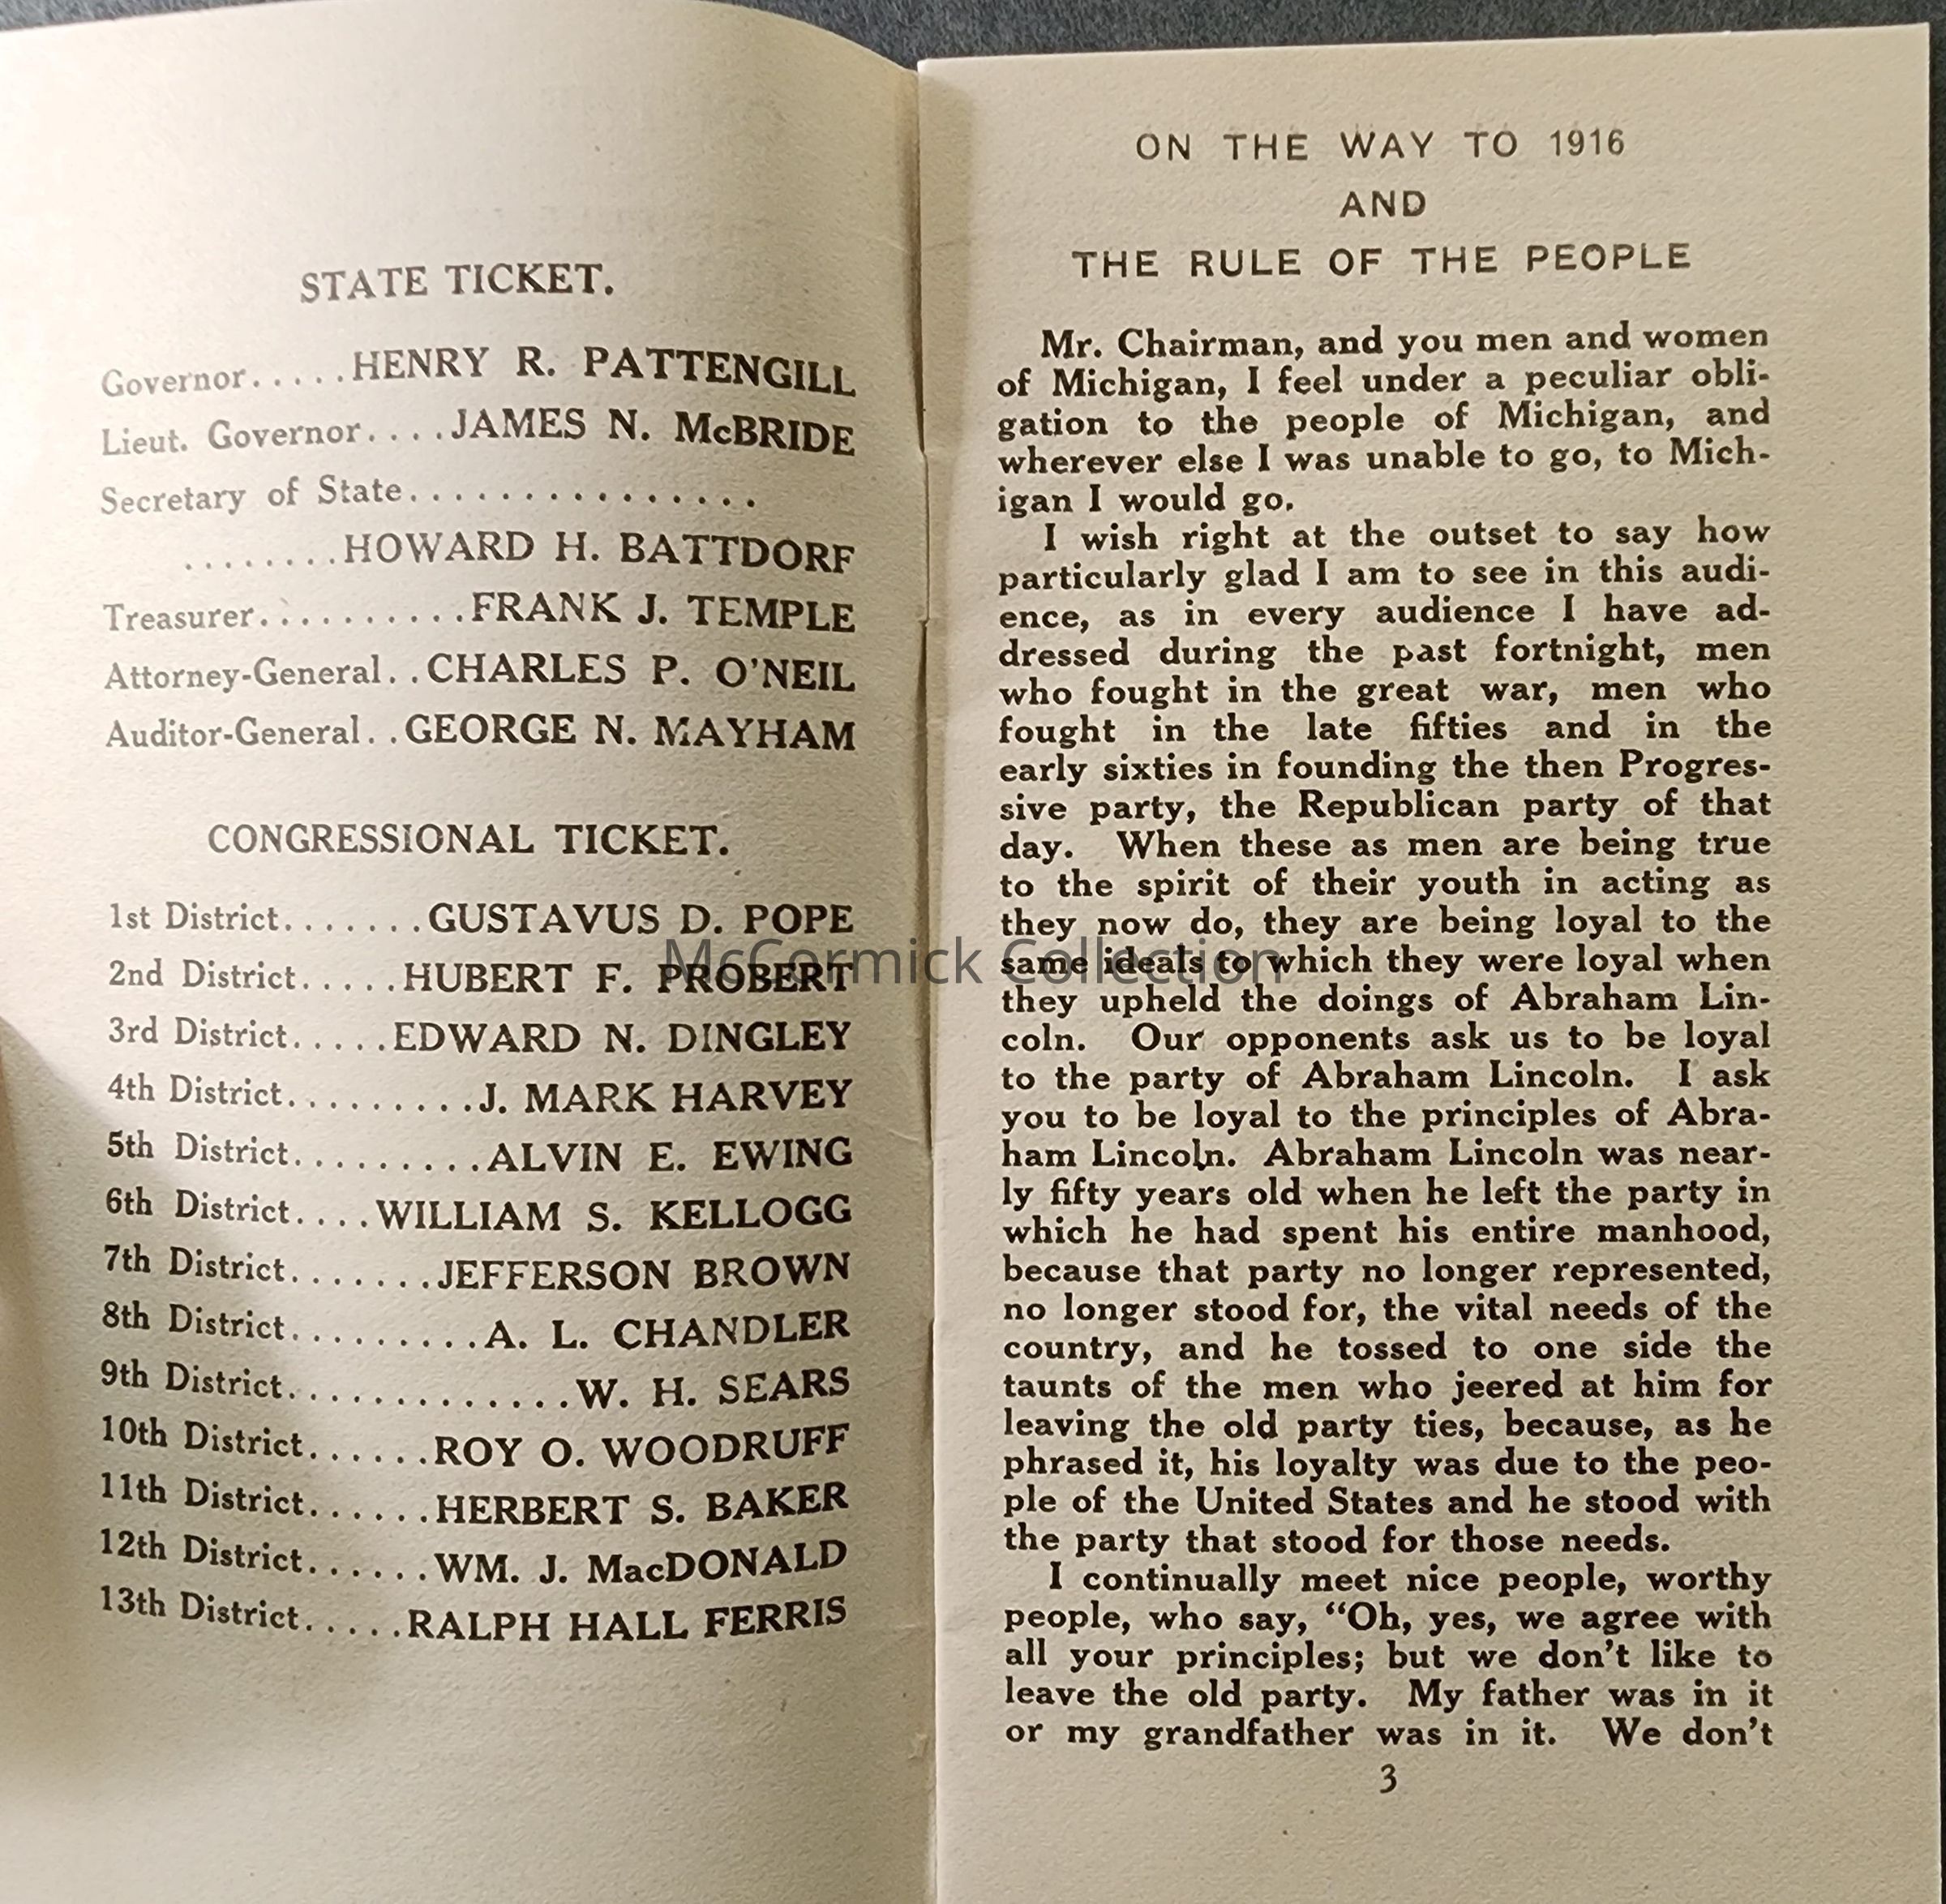 STATE TICKET.
Governor.....HENRY R. PATTENGILL
Lieut. Governor....JAMES N. McBRIDE
Secretary of State................
........HOWARD H. BATTDORF
Treasurer..........FRANK J. TEMPLE
Attorney-General..CHARLES P. O'NEIL
Auditor-General..GEORGE N. MAYHAM
CONGRESSIONAL TICKET.
1st District.......GUSTAVUS D. POPE
2nd District.....HUBERT F. PROBERT
3rd District.....EDWARD N. DINGLEY
4th District.........J. MARK HARVEY
5th District.........ALVIN E. EWING
6th District....WILLIAM S. KELLOGG
7th District.......JEFFERSON BROWN
8th District.........A. L. CHANDLER
9th District.............W. H. SEARS
10th District......ROY O. WOODRUFF
11th District......HERBERT S. BAKER
12th District......WM. J. MacDONALD
13th District.....RALPH HALL FERRIS
ON THE WAY TO 1916
AND
THE RULE OF THE PEOPLE
Mr. Chairman, and you men and women
of Michigan, I feel under a peculiar obli-
gation to the people of Michigan, and
wherever else I was unable to go, to Mich-
igan I would go.
I wish right at the outset to say how
particularly glad I am to see in this audi-
ence, as in every audience I have ad-
dressed during the past fortnight, men
who fought in the great war, men who
fought in the late fifties and in the
early sixties in founding the then Progres-
sive party, the Republican party of that
day. When these as men are being true
to the spirit of their youth in acting as
they now do, they are being loyal to the
same ideals to which they were loyal when
they upheld the doings of Abraham Lin-
coln. Our opponents ask us to be loyal
to the party of Abraham Lincoln. I ask
you to be loyal to the principles of Abra-
ham Lincoln. Abraham Lincoln was near-
ly fifty years old when he left the party in
which he had spent his entire manhood,
because that party no longer represented,
no longer stood for, the vital needs of the
country, and he tossed to one side the
taunts of the men who jeered at him for
leaving the old party ties, because, as he
phrased it, his loyalty was due to the peo-
ple of the United States and he stood with
the party that stood for those needs.
I continually meet nice people, worthy
people, who say, "Oh, yes, we agree with
all your principles; but we don't like to
leave the old party. My father was in it
or my grandfather was in it. We don't
3
McCormick Collection